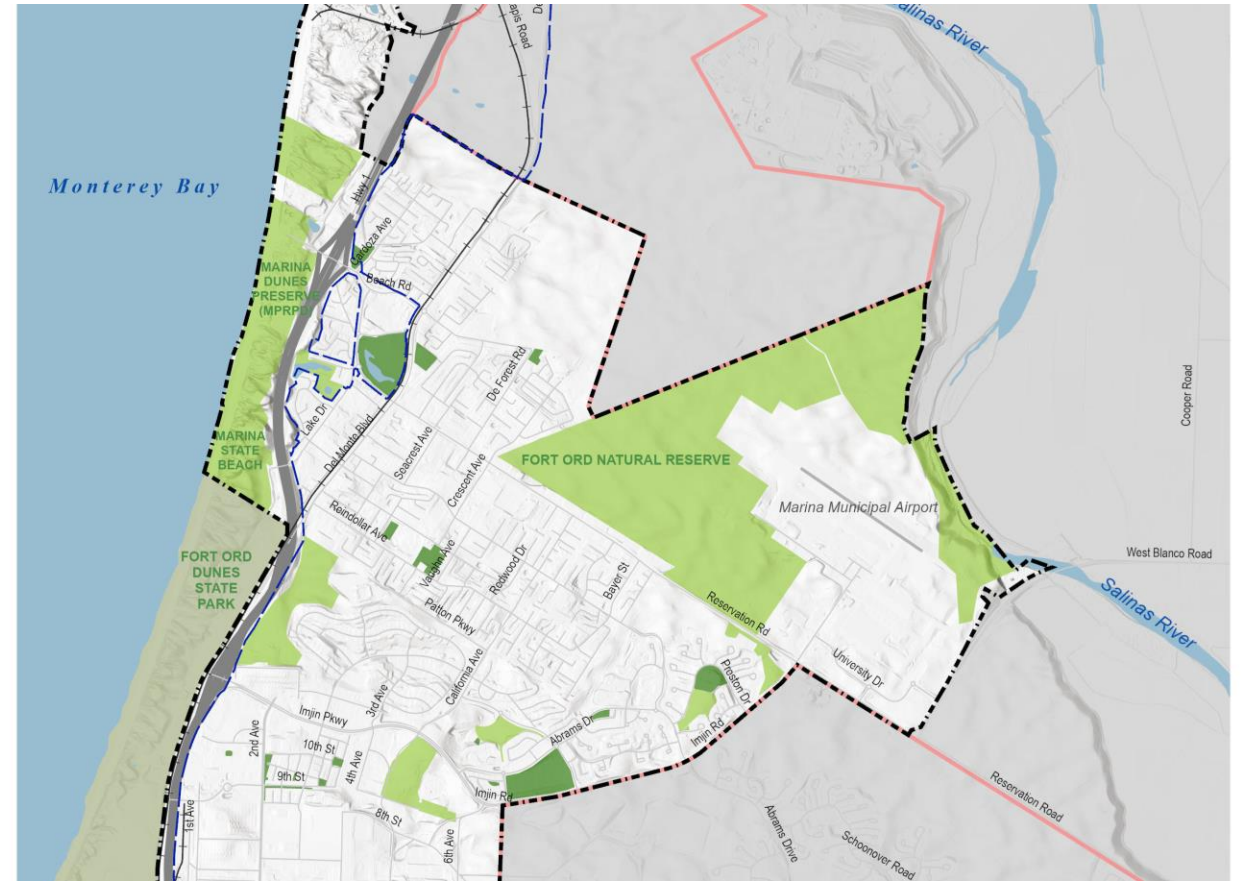 Salinas River
Monterey Bay
Hwy 1
Cardoza Ave
Beach Rd
MARINA
DUNES
PRESERVE
(MPRPD)
De Forest Rd
Cooper Road
Lake Dr
Del Monte Blvd
Seacrest Ave
MARINA
STATE
BEACH
Crescent Ave
FORT ORD NATURAL RESERVE
Marina Municipal Airport
Reindollar Ave
Vaughn Ave
Redwood Dr
Bayer St
West Blanco Road
FORT ORD
DUNES
STATE
PARK
Patton Pkwy
Reservation Rd
Salinas River
California Ave
University Dr
Preston Dr
3rd Ave
Imjin Pkwy
Abrams Dr
Imjin Rd
2nd Ave
10th St
4th Ave
9th St
Imjin Rd
8th St
1st Ave
6th Ave
Reservation Road
Abrams Drive
Schoonover Road